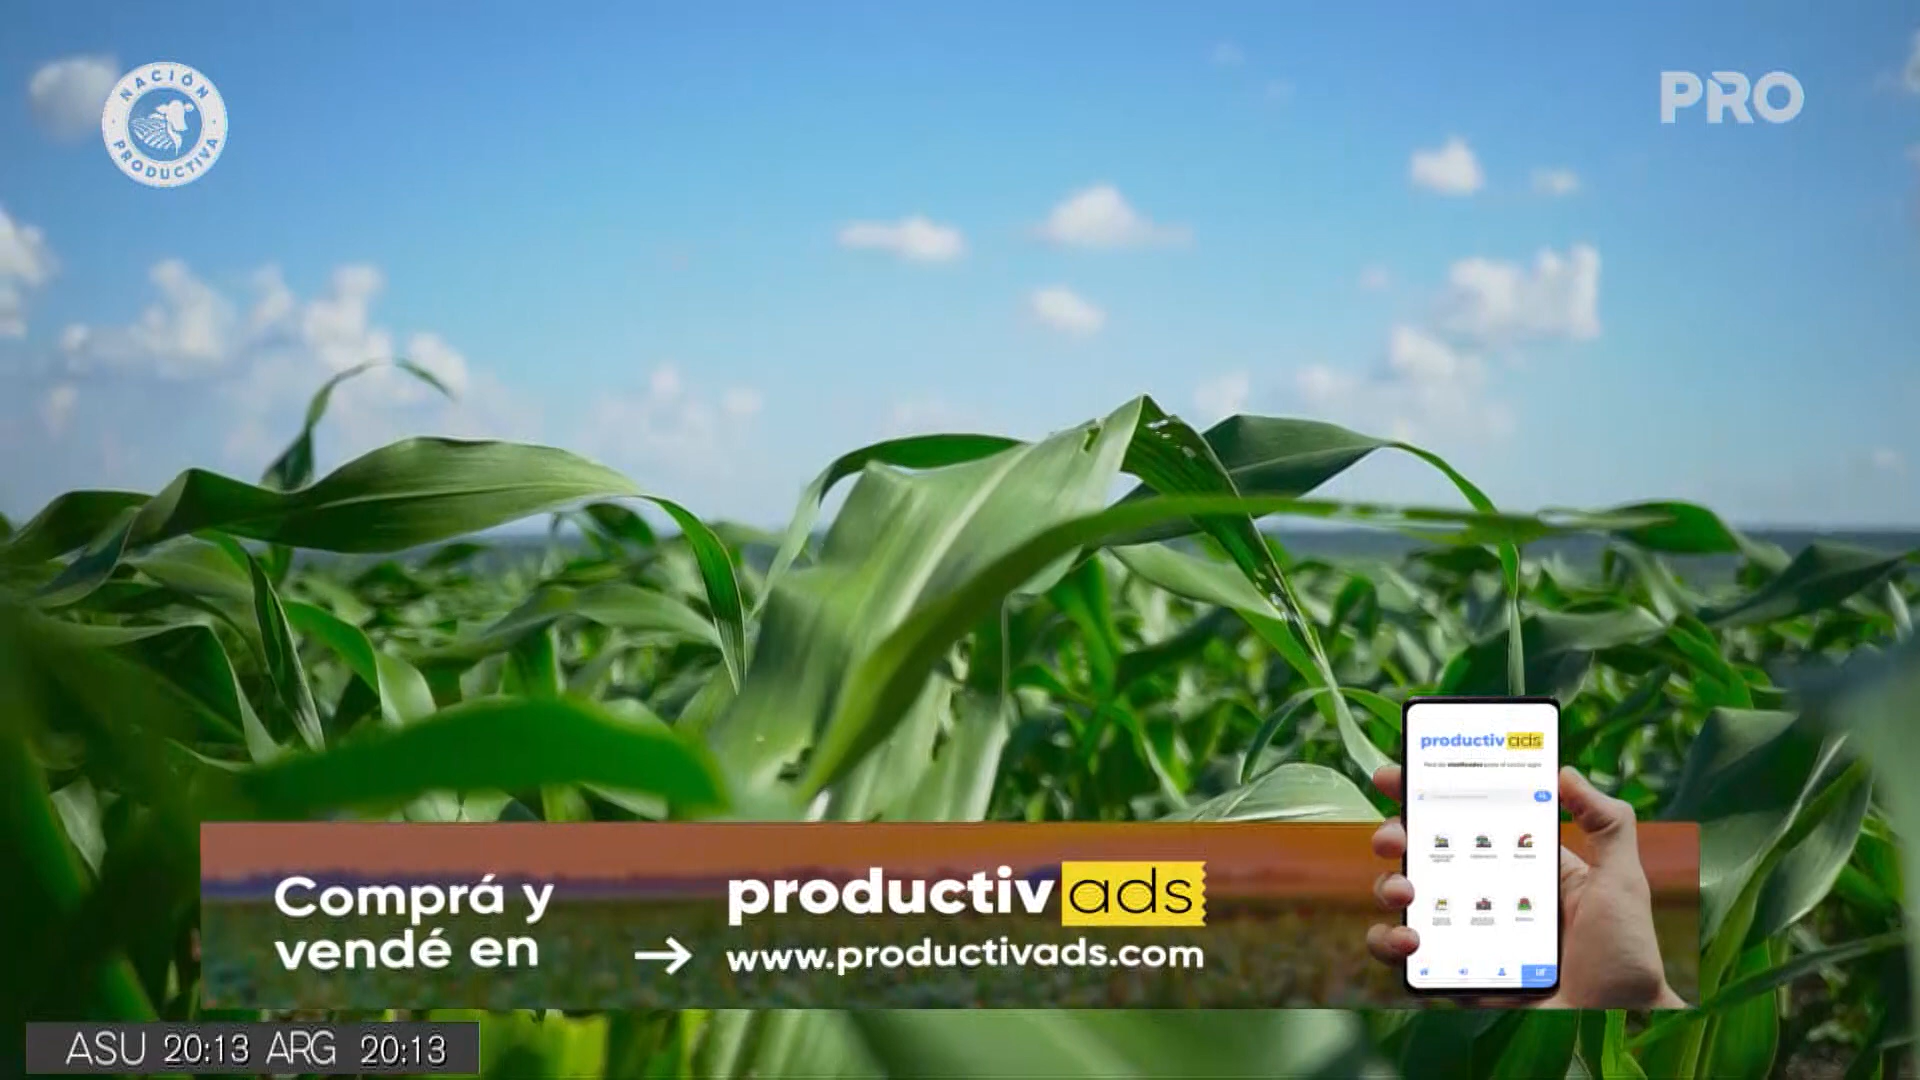 NACIÓN
PRODUCTIVA
PRO
productivads
Comprá y
vendé en
productivads
www.productivads.com
ASU 20:13 ARG 20:13